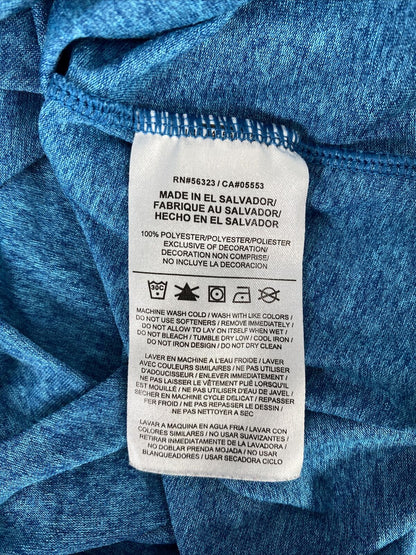 RN#56323 / CA#05553
MADE IN EL SALVADOR/
FABRIQUE AU SALVADOR/
HECHO EN EL SALVADOR
100% POLYESTER/POLYESTER/POLIESTER
EXCLUSIVE OF DECORATION/
DECORATION NON COMPRISE/
NO INCLUYE LA DECORACION
MACHINE WASH COLD / WASH WITH LIKE COLORS /
DO NOT USE SOFTENERS / REMOVE IMMEDIATELY /
DO NOT ALLOW TO LAY ON ITSELF WHEN WET /
DO NOT BLEACH / TUMBLE DRY LOW / COOL IRON /
DO NOT IRON DESIGN / DO NOT DRY CLEAN
LAVER EN MACHINE A L'EAU FROIDE / LAVER
AVEC COULEURS SIMILAIRES / NE PAS UTILISER
D'ADOUCISSEUR / ENLEVER IMMEDIATEMENT /
NE PAS LAISSER LE VÊTEMENT PLIÉ LORSQU'IL
EST MOUILLÉ / NE PAS UTILISER D'EAU DE JAVEL /
SECHER EN MACHINE CYCLE DÉLICAT / REPASSER
FER FROID / NE PAS REPASSER LE DESSIN /
NE PAS NETTOYER A SEC
LAVAR A MAQUINA EN AGUA FRIA / LAVAR CON
COLORES SIMILARES / NO USAR SUAVIZANTES /
RETIRAR INMEDIATAMENTE DE LA LAVADORA /
NO DOBLAR PRENDA MOJADA / NO USAR
BLANQUEADORES / USAR SECADORA CICLO